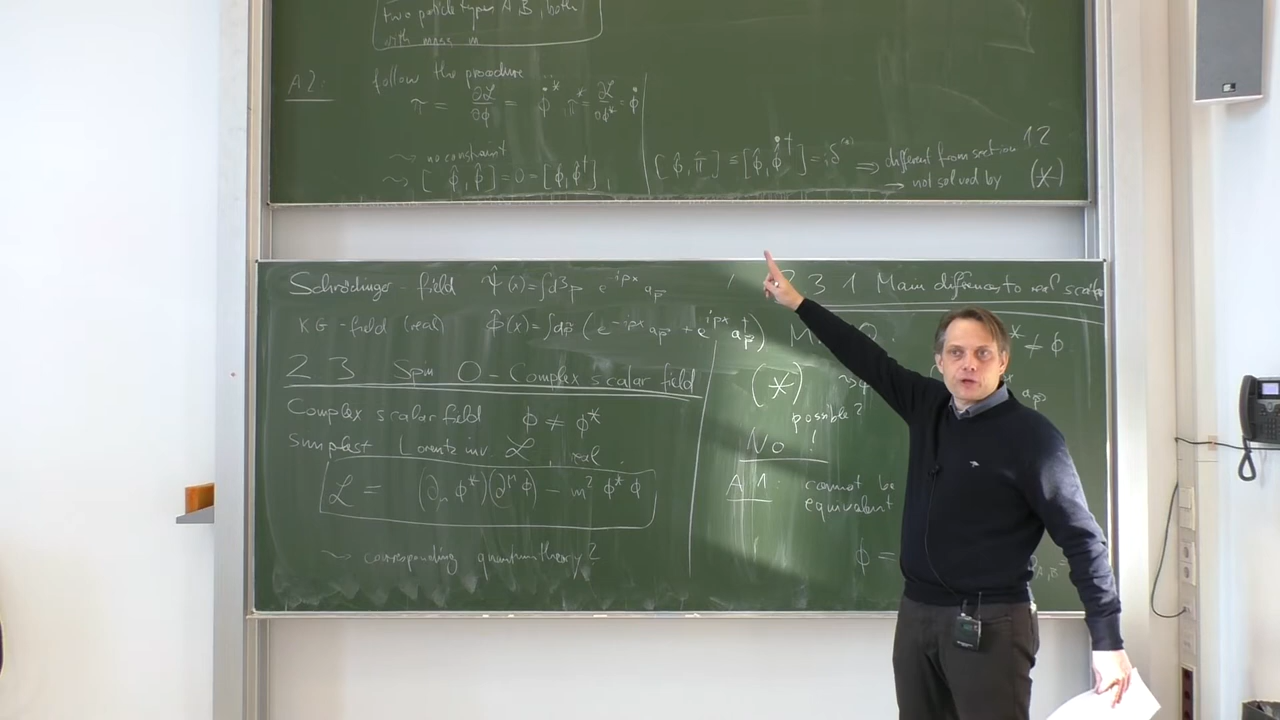 two particle types A, B, both
with mass m
A2: follow the procedure
π = ∂ℒ/∂ϕ̇ = ϕ̇*, π* = ∂ℒ/∂ϕ̇* = ϕ̇
⤳ no constraint
⤳ [ϕ̂, ϕ̂] = 0 = [ϕ̂, ϕ̂†],
[ϕ̂, π̂] = [ϕ̂, ϕ̂̇†] = iδ⁽³⁾ ⇒ different from section 1.2
→ not solved by (*)
Schrödinger-field ψ̂(x) = ∫d³p e^{-ipx} a_p⃗
KG-field (real) ϕ̂(x) = ∫dp̃ (e^{-ipx} a_p⃗ + e^{ipx} a†_p⃗)
2.3 Spin 0 - Complex scalar field
Complex scalar field ϕ ≠ ϕ*
Simplest Lorentz inv ℒ, real
ℒ = (∂_μ ϕ*)(∂^μ ϕ) − m² ϕ* ϕ
⤳ corresponding quantum theory?
2.3.1 Main difference to real scalar
* ≠ ϕ
(*)
a_p⃗
possible?
No!
A1: cannot be
equivalent
ϕ =
A,B =